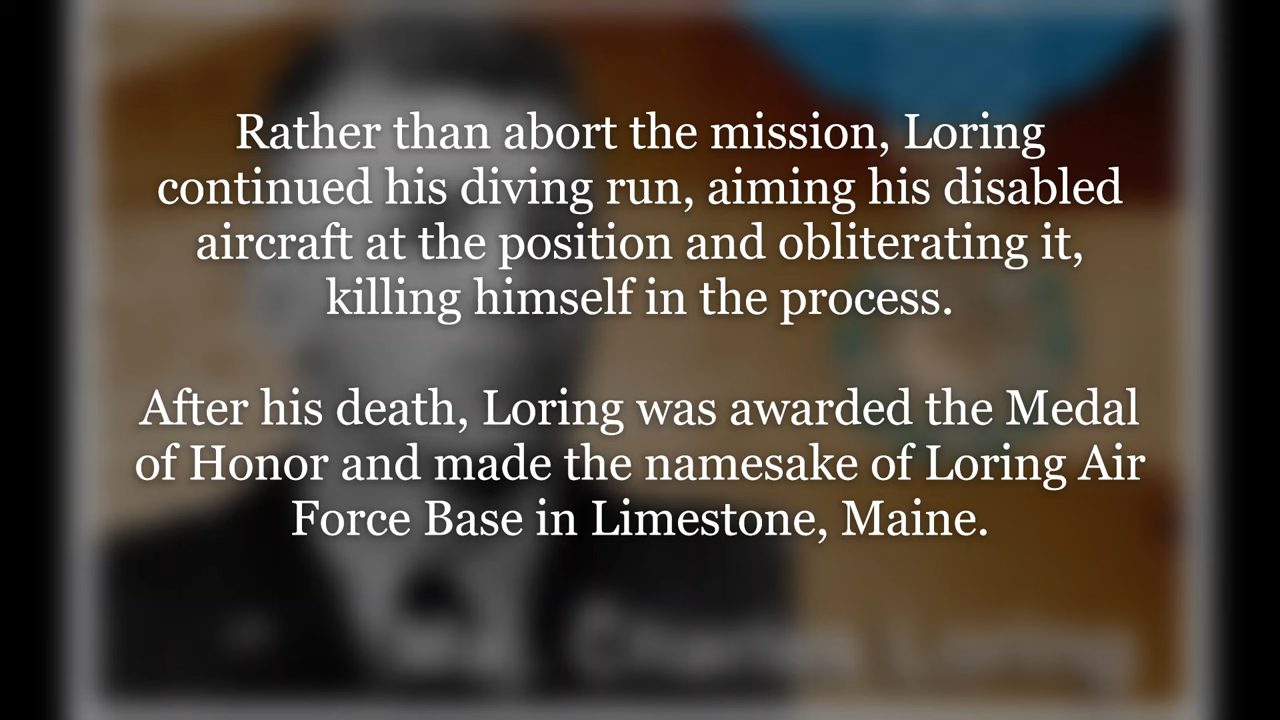 Rather than abort the mission, Loring
continued his diving run, aiming his disabled
aircraft at the position and obliterating it,
killing himself in the process.
After his death, Loring was awarded the Medal
of Honor and made the namesake of Loring Air
Force Base in Limestone, Maine.
Charles Loring